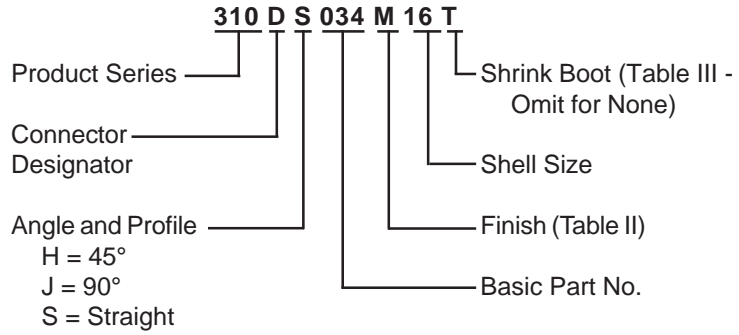 310 D S 034 M 16 T
Product Series
Connector
Designator
Angle and Profile
H = 45°
J = 90°
S = Straight
Shrink Boot (Table III -
Omit for None)
Shell Size
Finish (Table II)
Basic Part No.